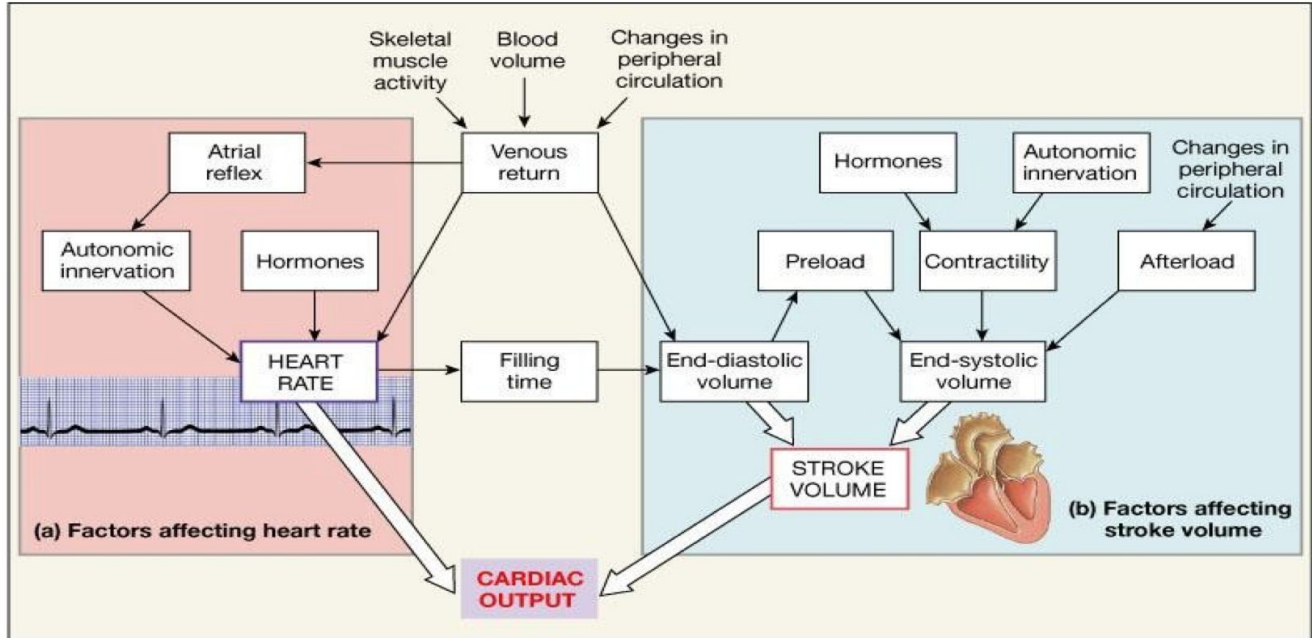 Skeletal
muscle
activity
Blood
volume
Changes in
peripheral
circulation
Atrial
reflex
Venous
return
Hormones
Autonomic
innervation
Changes in
peripheral
circulation
Autonomic
innervation
Hormones
Preload
Contractility
Afterload
HEART
RATE
Filling
time
End-diastolic
volume
End-systolic
volume
STROKE
VOLUME
(a) Factors affecting heart rate
(b) Factors affecting
stroke volume
CARDIAC
OUTPUT